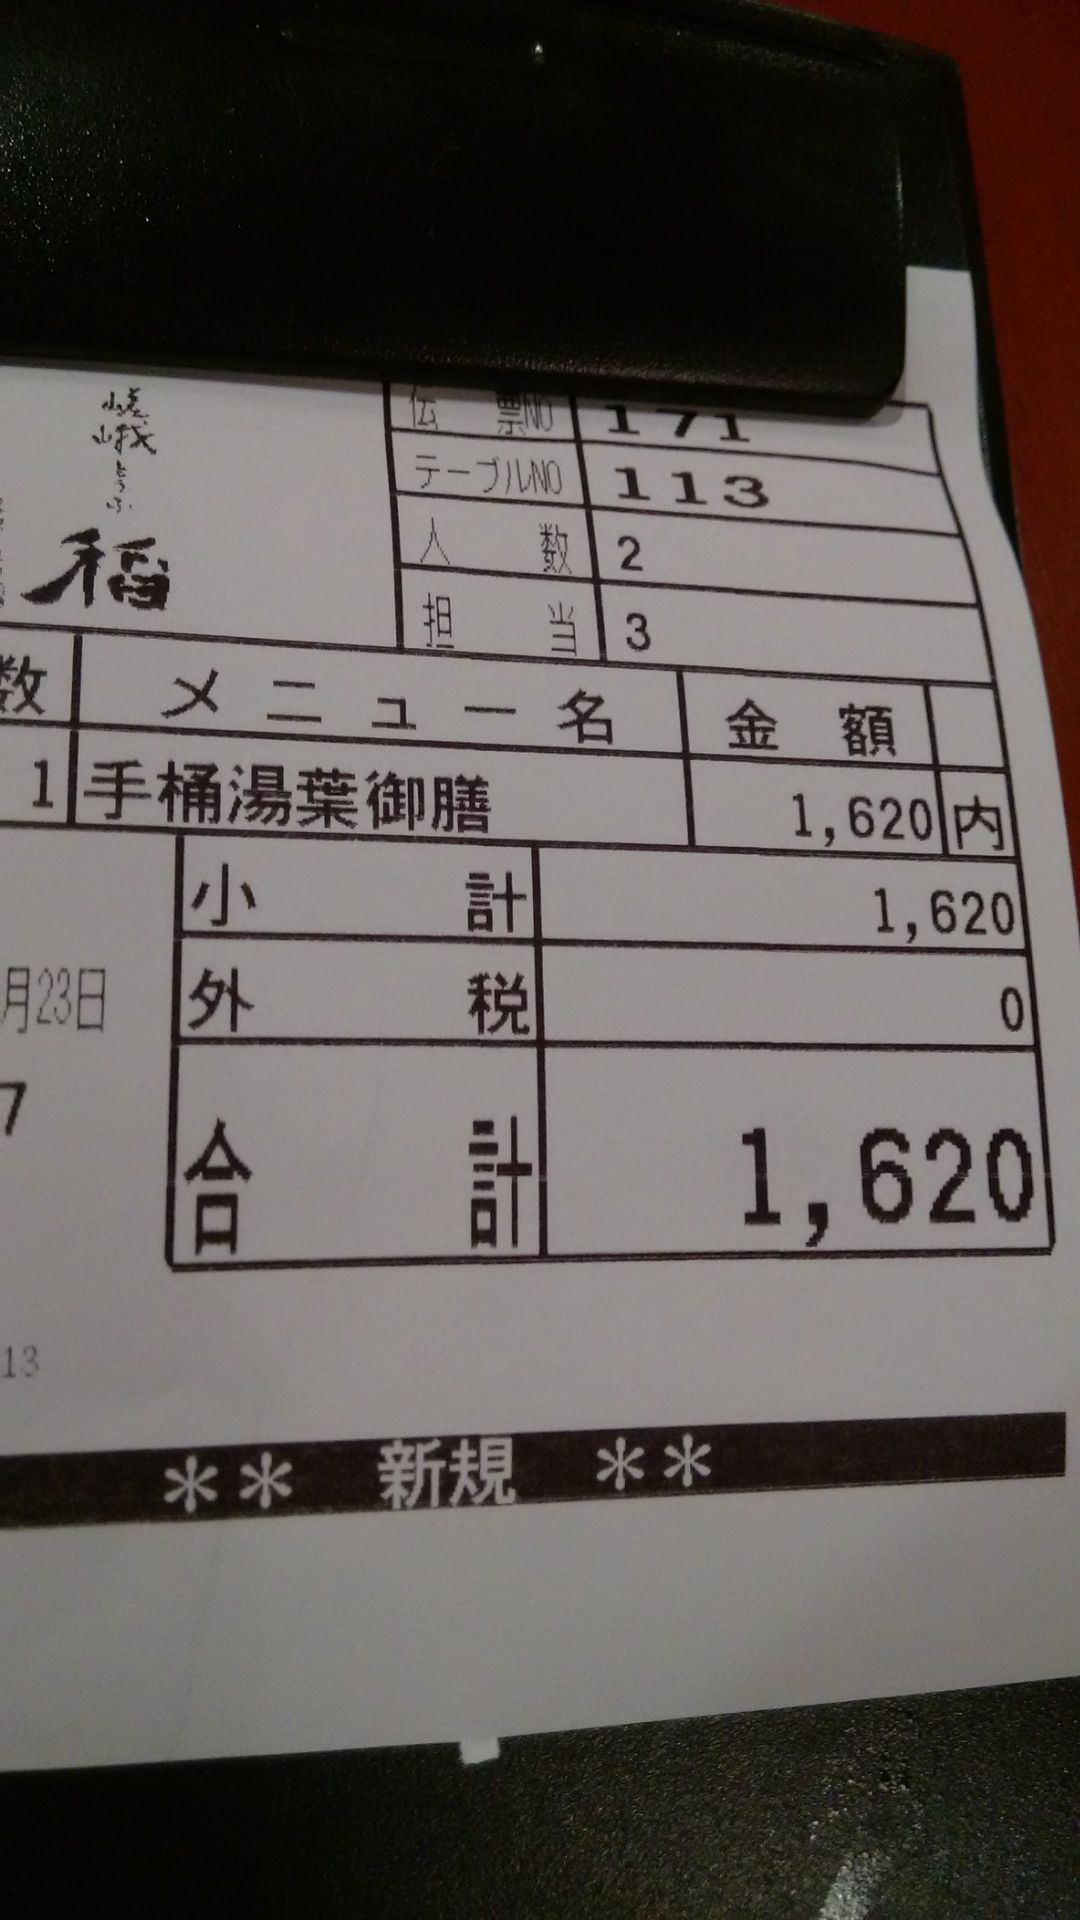 伝票NO 171
テーブルNO 113
人数 2
担当 3
嵯峨とうふ
稲
数 メニュー名 金額
1 手桶湯葉御膳 1,620 内
小計 1,620
外税 0
月23日
7
合計 1,620
13
** 新規 **